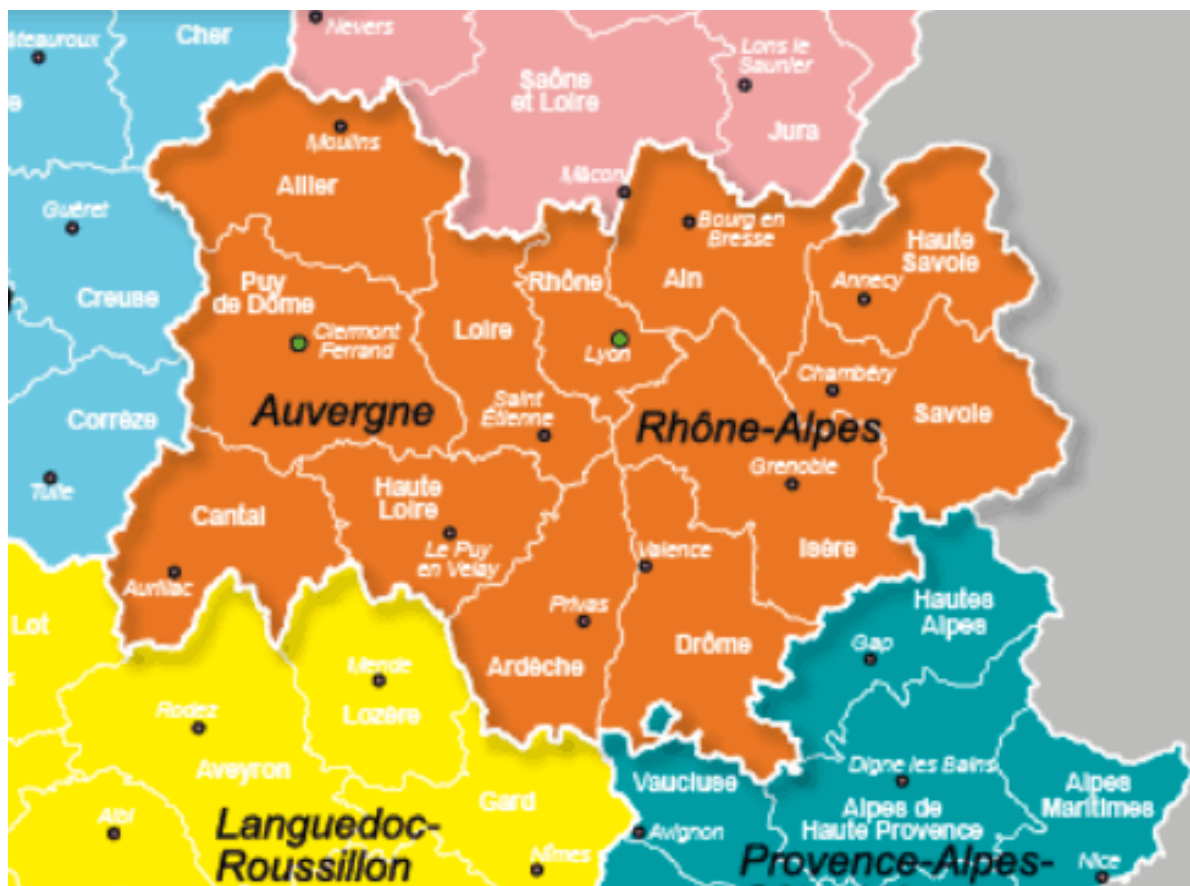 Nevers
Cher
Lons le
Saunier
Saône
et Loire
Jura
Moulins
Allier
Mâcon
Guéret
Bourg en
Bresse
Haute
Savoie
Puy
de Dôme
Rhône
Ain
Annecy
Creuse
Clermont
Ferrand
Loire
Lyon
Chambéry
Corrèze
Auvergne
Saint
Étienne
Rhône-Alpes
Savoie
Grenoble
Tulle
Cantal
Haute
Loire
Le Puy
en Velay
Valence
Isère
Aurillac
Privas
Hautes
Alpes
Lot
Mende
Ardèche
Drôme
Gap
Rodez
Lozère
Aveyron
Gard
Vaucluse
Digne les Bains
Alpes
Maritimes
Albi
Alpes de
Haute Provence
Avignon
Languedoc-
Roussillon
Nîmes
Provence-Alpes-
Nice